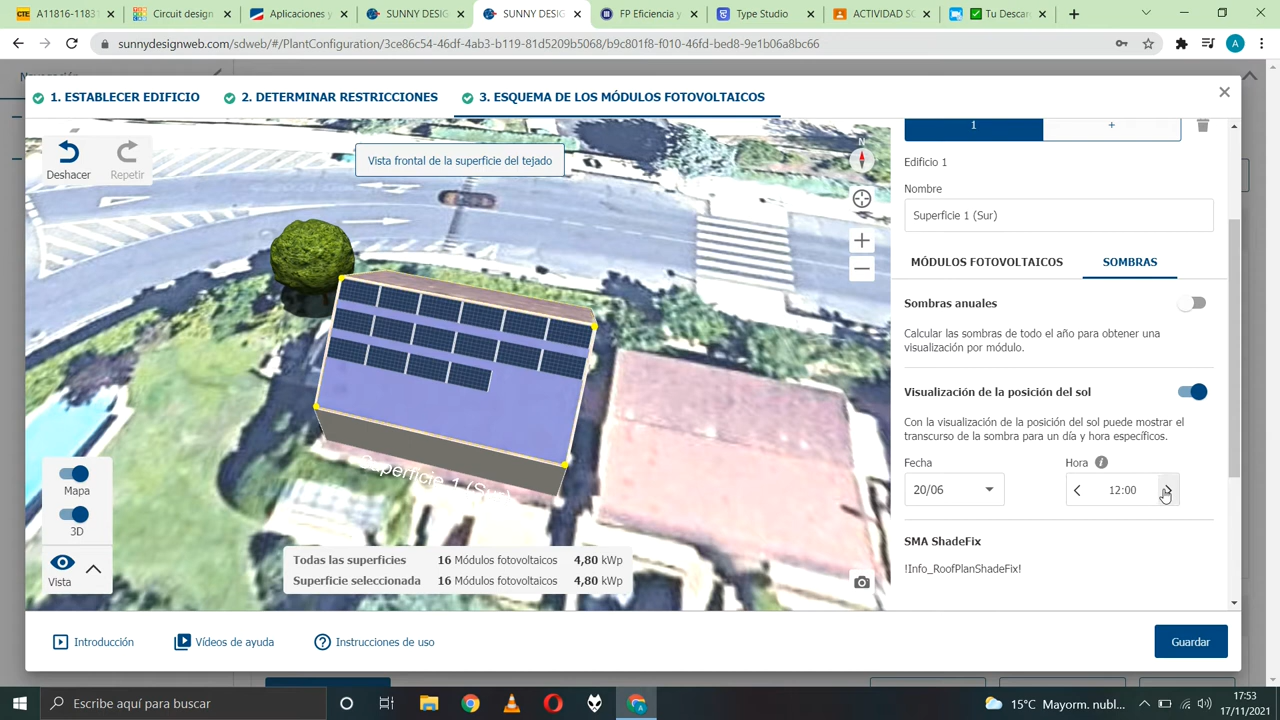 CTE A11816-1183
Circuit design
Aplicaciones y
SUNNY DESIG
SUNNY DESIG
FP Eficiencia y
Type Studio
ACTIVIDAD SO
Tu Descar
sunnydesignweb.com/sdweb/#/PlantConfiguration/3ce86c54-46df-4ab3-b119-81d5209b5068/b9c801f8-f010-46fd-bed8-9e1b06a8bc66
A
1. ESTABLECER EDIFICIO
2. DETERMINAR RESTRICCIONES
3. ESQUEMA DE LOS MÓDULOS FOTOVOLTAICOS
Deshacer
Repetir
Vista frontal de la superficie del tejado
N
1
+
Edificio 1
Nombre
Superficie 1 (Sur)
MÓDULOS FOTOVOLTAICOS
SOMBRAS
Sombras anuales
Calcular las sombras de todo el año para obtener una
visualización por módulo.
Visualización de la posición del sol
Con la visualización de la posición del sol puede mostrar el
transcurso de la sombra para un día y hora específicos.
Fecha
Hora
20/06
12:00
SMA ShadeFix
!Info_RoofPlanShadeFix!
Superficie 1 (Sur)
Mapa
3D
Vista
Todas las superficies 16 Módulos fotovoltaicos 4,80 kWp
Superficie seleccionada 16 Módulos fotovoltaicos 4,80 kWp
Introducción
Vídeos de ayuda
Instrucciones de uso
Guardar
Escribe aquí para buscar
15°C Mayorm. nubl...
17:53
17/11/2021